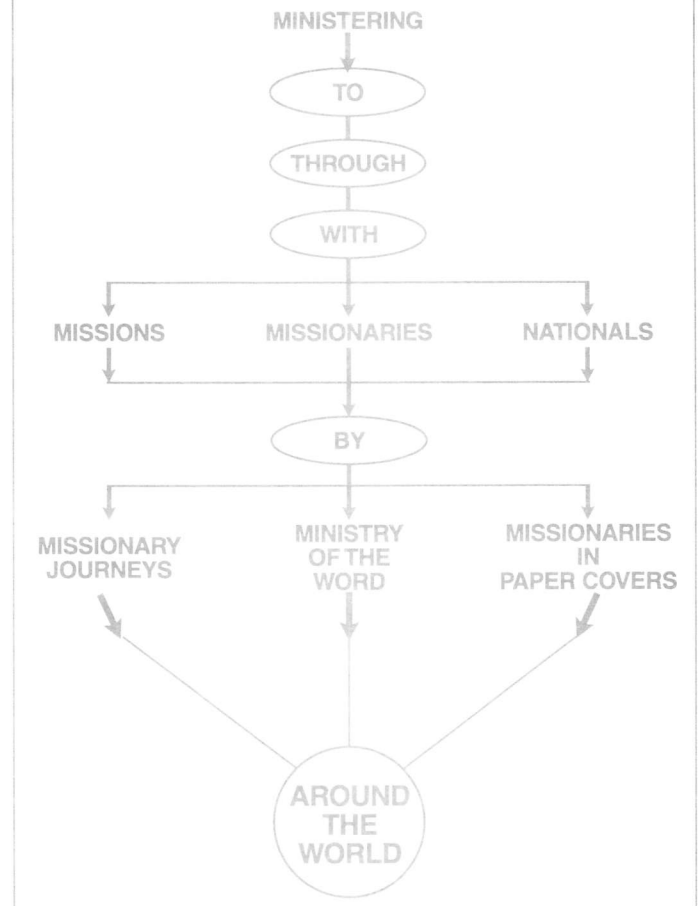 MINISTERING
TO
THROUGH
WITH
MISSIONS
MISSIONARIES
NATIONALS
BY
MISSIONARY
JOURNEYS
MINISTRY
OF THE
WORD
MISSIONARIES
IN
PAPER COVERS
AROUND
THE
WORLD